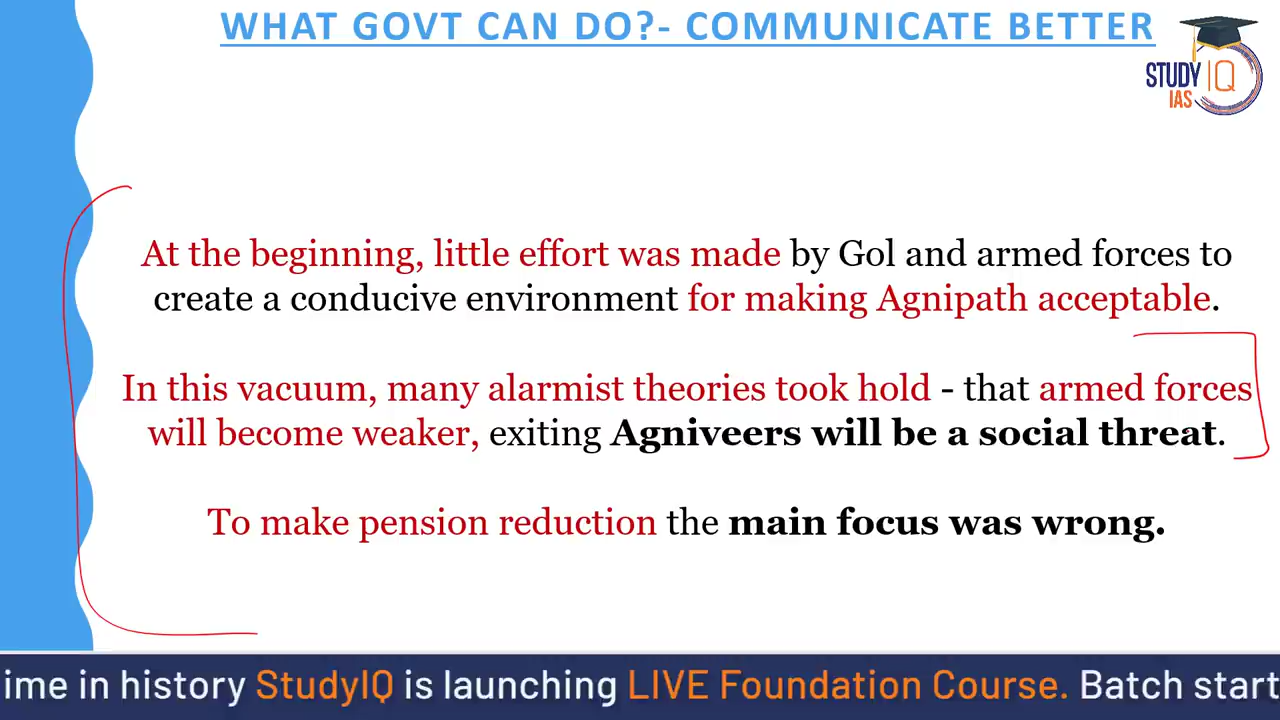 WHAT GOVT CAN DO?- COMMUNICATE BETTER
STUDY IQ
IAS
At the beginning, little effort was made by GoI and armed forces to
create a conducive environment for making Agnipath acceptable.
In this vacuum, many alarmist theories took hold - that armed forces
will become weaker, exiting Agniveers will be a social threat.
To make pension reduction the main focus was wrong.
ime in history StudyIQ is launching LIVE Foundation Course. Batch start